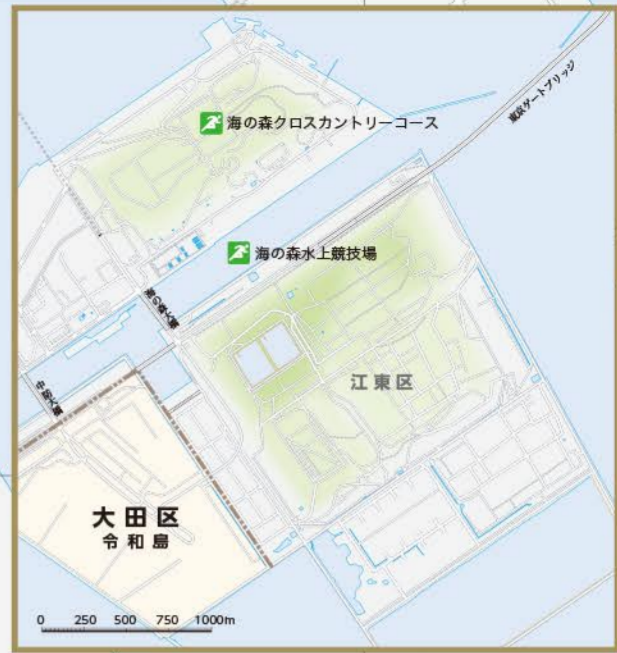 海の森クロスカントリーコース
東京ゲートブリッジ
海の森水上競技場
海の森大橋
中防大橋
江東区
大田区
令和島
0 250 500 750 1000m